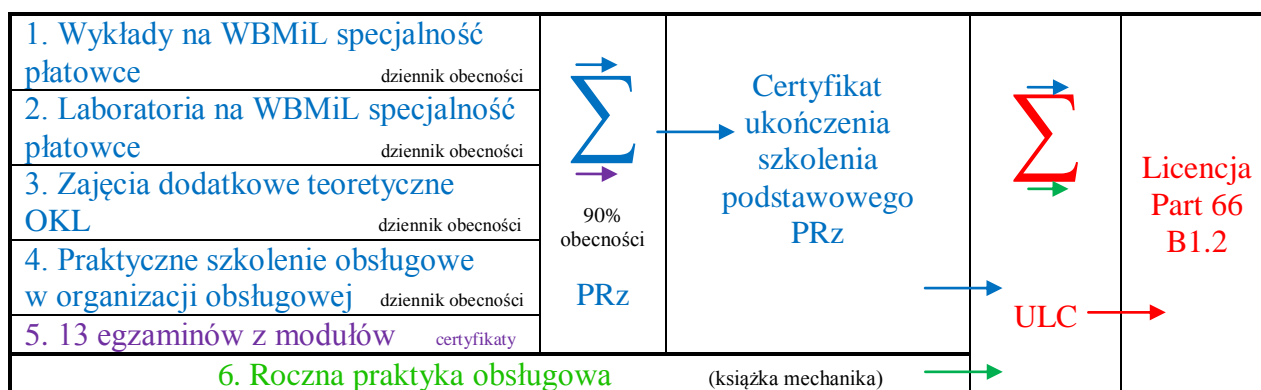 1. Wykłady na WBMiL specjalność
płatowce dziennik obecności
2. Laboratoria na WBMiL specjalność
płatowce dziennik obecności
3. Zajęcia dodatkowe teoretyczne
OKL dziennik obecności
4. Praktyczne szkolenie obsługowe
w organizacji obsługowej dziennik obecności
5. 13 egzaminów z modułów certyfikaty
6. Roczna praktyka obsługowa (książka mechanika)
∑
90%
obecności
PRz
Certyfikat
ukończenia
szkolenia
podstawowego
PRz
∑
ULC
Licencja
Part 66
B1.2